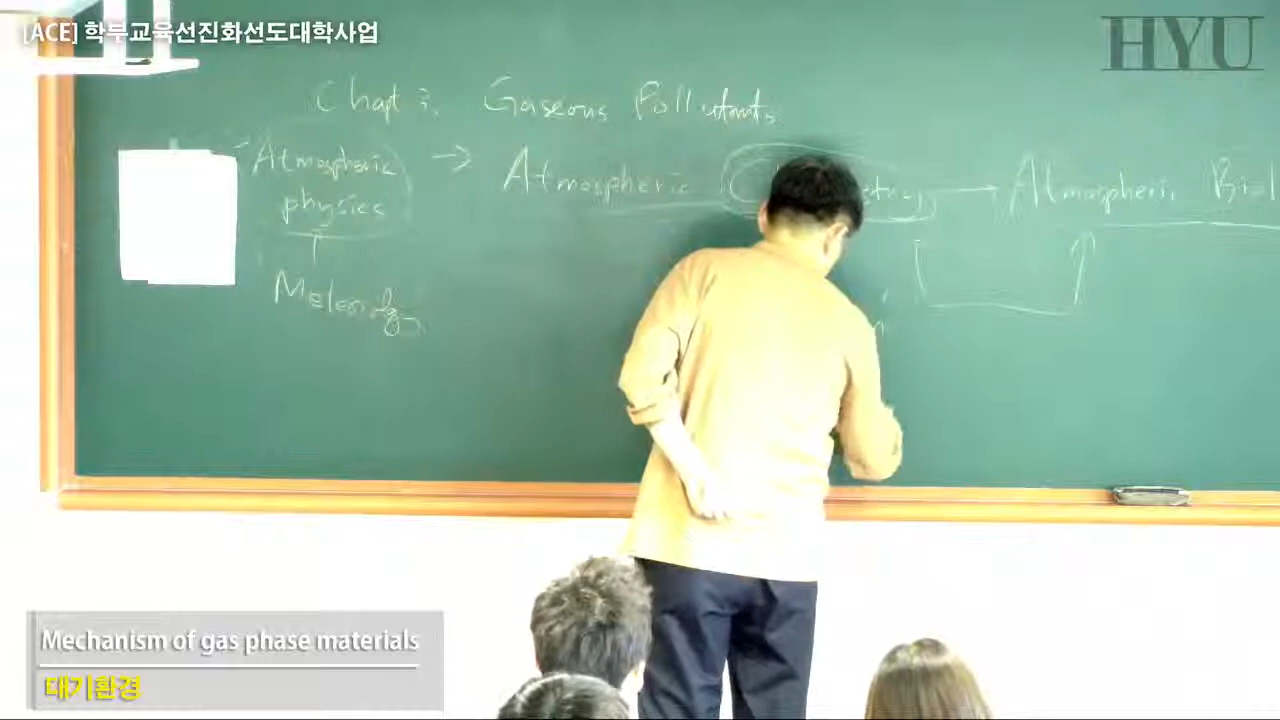 [ACE] 학부교육선진화선도대학사업
HYU
Chapt 3. Gaseous Pollutants
Atmospheric → Atmospheric → Atmospheric
physics
Mechanism of gas phase materials
대기환경